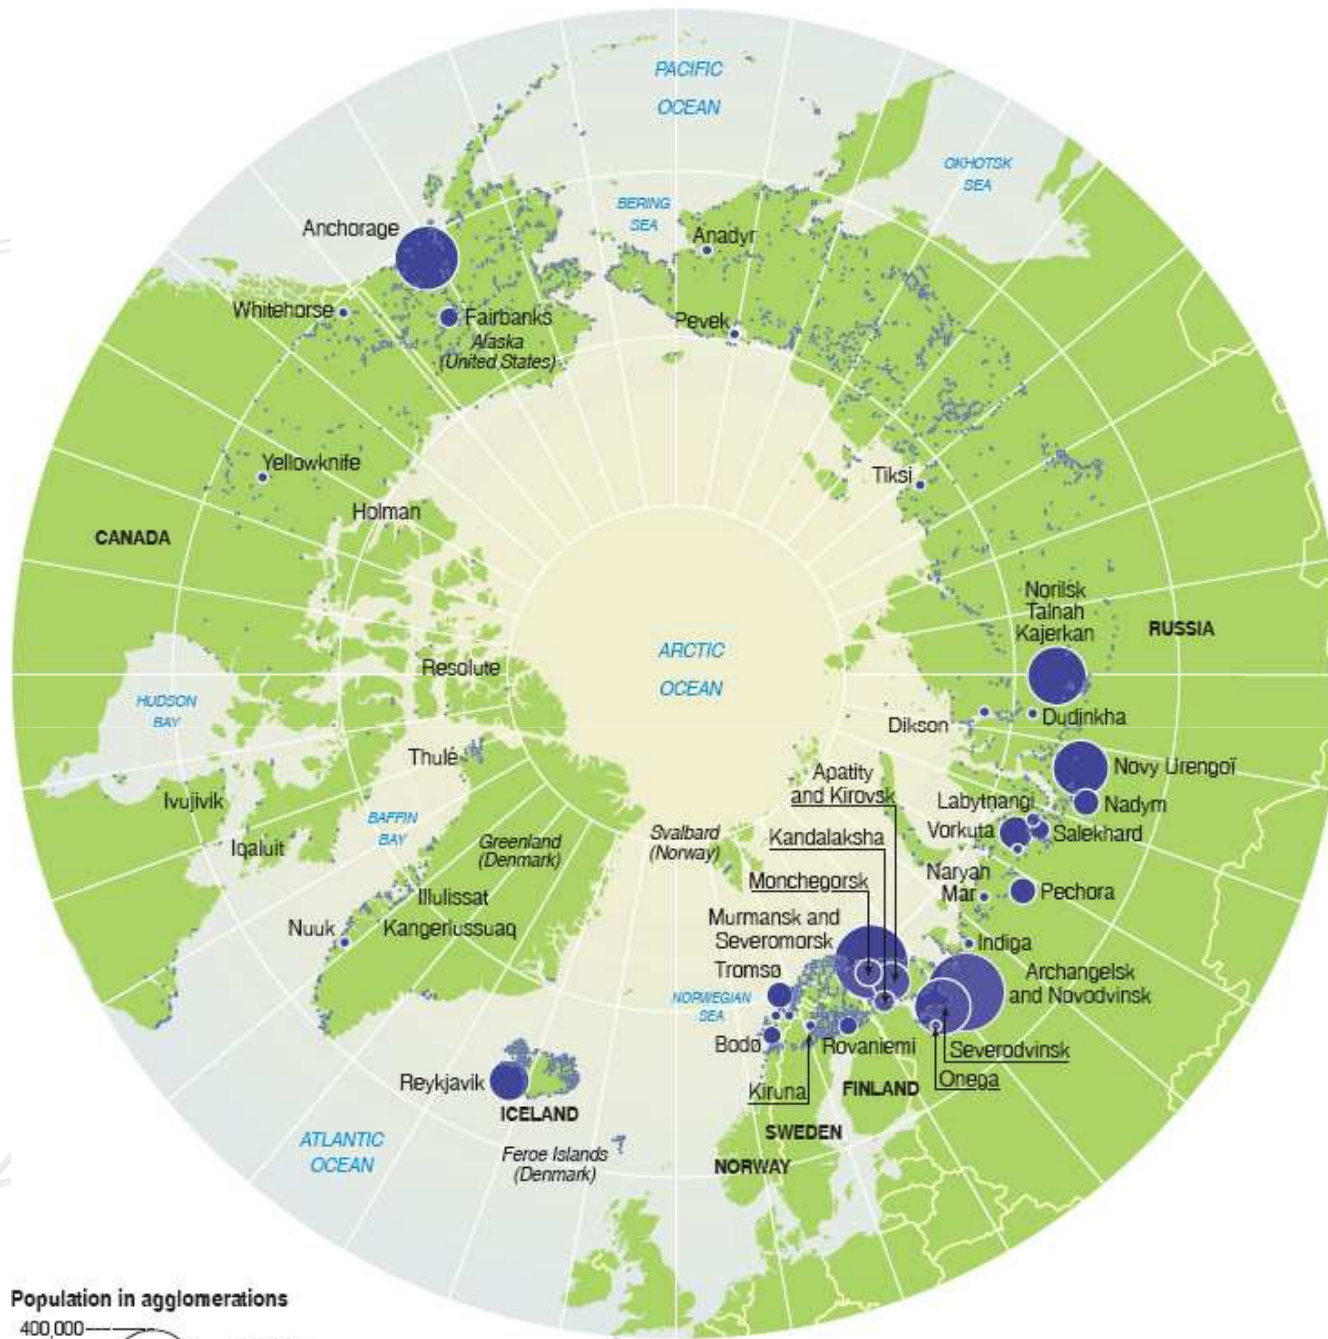 PACIFIC
OCEAN
OKHOTSK
SEA
BERING
SEA
Anchorage
Anadyr
Whitehorse
Fairbanks
Alaska
(United States)
Pevek
Yellowknife
Tiksi
Holman
CANADA
Norilsk
Talnah
Kajerkan
RUSSIA
ARCTIC
OCEAN
Resolute
HUDSON
BAY
Dikson
Dudinkha
Thulé
Apatity
and Kirovsk
Novy Urengoï
Ivujivik
Labytnangi
Nadym
BAFFIN
BAY
Vorkuta
Salekhard
Iqaluit
Greenland
(Denmark)
Svalbard
(Norway)
Kandalaksha
Monchegorsk
Naryah
Mar
Pechora
Illulissat
Nuuk
Kangerlussuaq
Murmansk and
Severomorsk
Indiga
Tromsø
Archangelsk
and Novodvinsk
NORWEGIAN
SEA
Bodø
Rovaniemi
Severodvinsk
Reykjavik
Kiruna
FINLAND
Onega
ICELAND
ATLANTIC
OCEAN
SWEDEN
Feroe Islands
(Denmark)
NORWAY
Population in agglomerations
400,000